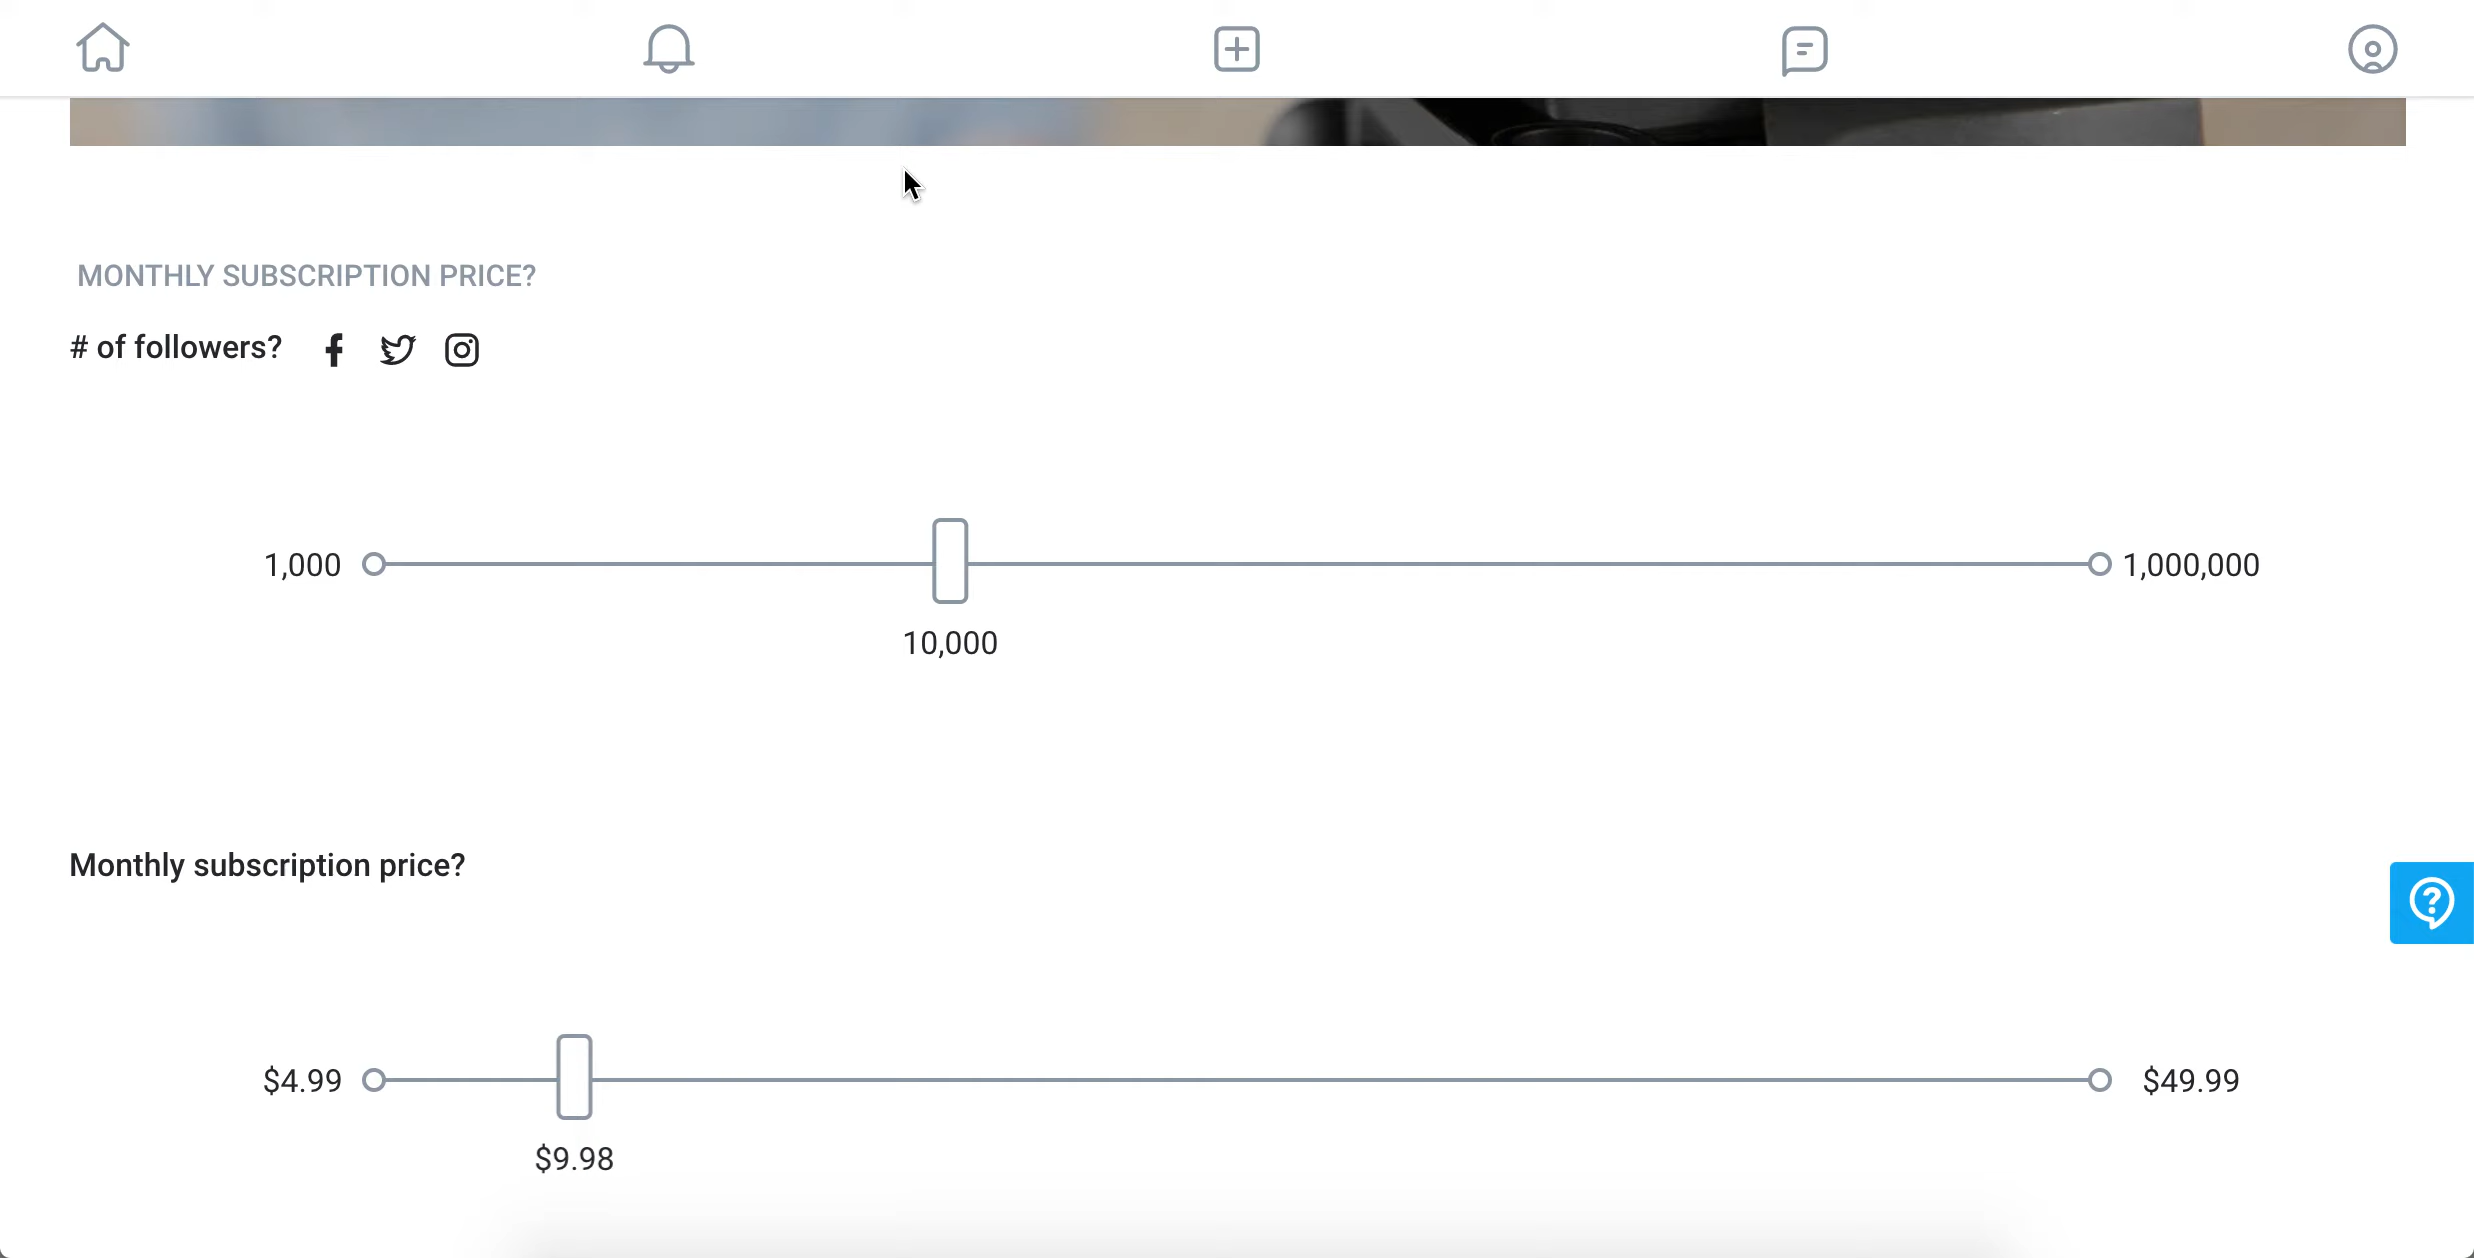 MONTHLY SUBSCRIPTION PRICE?
# of followers?
1,000
1,000,000
10,000
Monthly subscription price?
$4.99
$49.99
$9.98